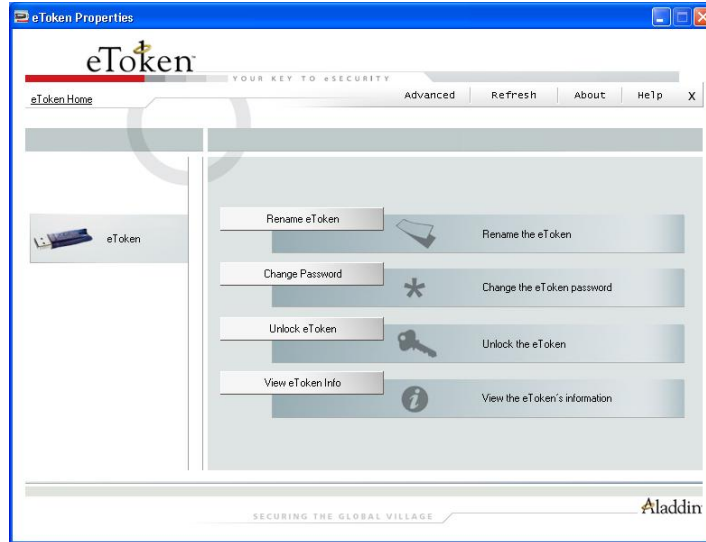 eToken Properties
eToken
YOUR KEY TO eSECURITY
eToken Home
Advanced
Refresh
About
Help
X
eToken
Rename eToken
Rename the eToken
Change Password
Change the eToken password
Unlock eToken
Unlock the eToken
View eToken Info
View the eToken's information
SECURING THE GLOBAL VILLAGE
Aladdin